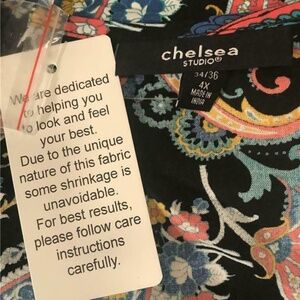 chelsea
STUDIO®
34/36
4X
MADE IN
INDIA
We are dedicated
to helping you
to look and feel
your best.
Due to the unique
nature of this fabric
some shrinkage is
unavoidable.
For best results,
please follow care
instructions
carefully.